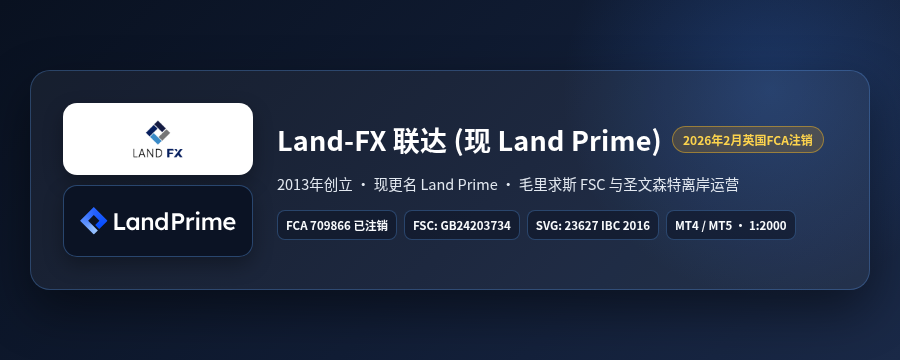 LAND FX
LandPrime
Land-FX 联达 (现 Land Prime)
2026年2月英国FCA注销
2013年创立 · 现更名 Land Prime · 毛里求斯 FSC 与圣文森特离岸运营
FCA 709866 已注销
FSC: GB24203734
SVG: 23627 IBC 2016
MT4 / MT5 · 1:2000